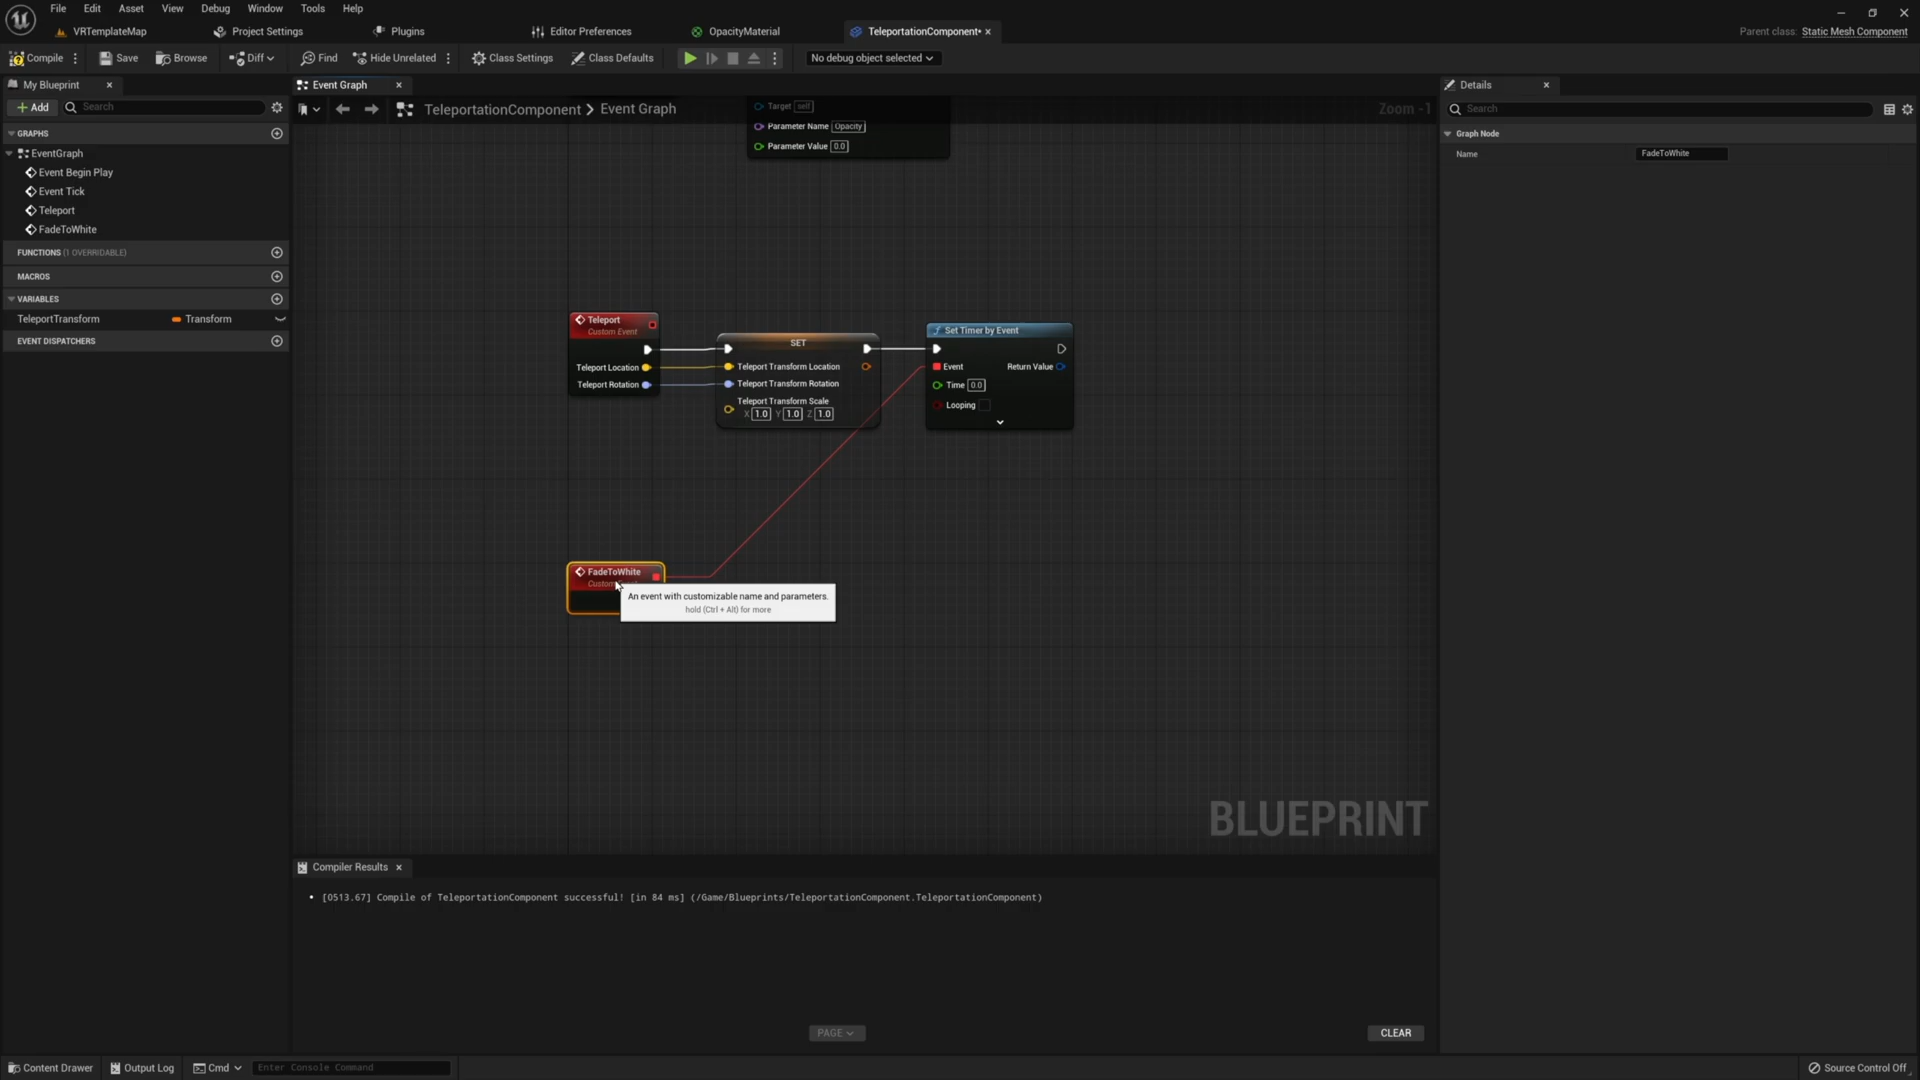 File Edit Asset View Debug Window Tools Help
VRTemplateMap Project Settings Plugins Editor Preferences OpacityMaterial TeleportationComponent• Parent class: Static Mesh Component
Compile Save Browse Diff Find Hide Unrelated Class Settings Class Defaults No debug object selected
My Blueprint
Add Search
GRAPHS
EventGraph
Event Begin Play
Event Tick
Teleport
FadeToWhite
FUNCTIONS (1 OVERRIDABLE)
MACROS
VARIABLES
TeleportTransform Transform
EVENT DISPATCHERS
Event Graph
TeleportationComponent > Event Graph Zoom -1
Target self
Parameter Name Opacity
Parameter Value 0.0
Teleport
Custom Event
Teleport Location
Teleport Rotation
SET
Teleport Transform Location
Teleport Transform Rotation
Teleport Transform Scale
X 1.0 Y 1.0 Z 1.0
Set Timer by Event
Event Return Value
Time 0.0
Looping
FadeToWhite
An event with customizable name and parameters.
hold (Ctrl + Alt) for more
BLUEPRINT
Compiler Results
• [0513.67] Compile of TeleportationComponent successful! [in 84 ms] (/Game/Blueprints/TeleportationComponent.TeleportationComponent)
PAGE CLEAR
Details
Search
Graph Node
Name FadeToWhite
Content Drawer Output Log Cmd Enter Console Command Source Control Off